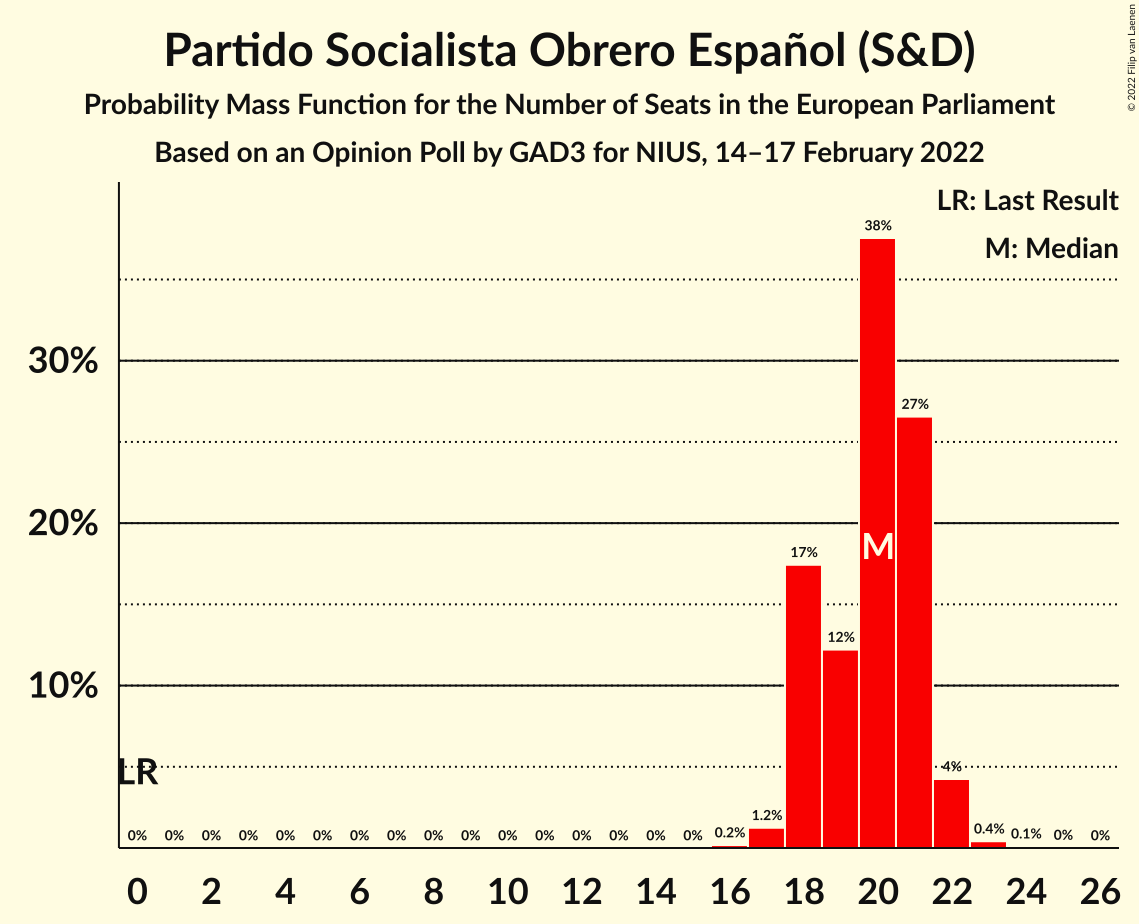 Partido Socialista Obrero Español (S&D)
Probability Mass Function for the Number of Seats in the European Parliament
Based on an Opinion Poll by GAD3 for NIUS, 14–17 February 2022
© 2022 Filip van Laenen
LR: Last Result
M: Median
38%
30%
27%
20%
17%
M
12%
10%
LR
4%
0% 0% 0% 0% 0% 0% 0% 0% 0% 0% 0% 0% 0% 0% 0% 0% 0.2% 1.2% 0.4% 0.1% 0% 0%
0 2 4 6 8 10 12 14 16 18 20 22 24 26